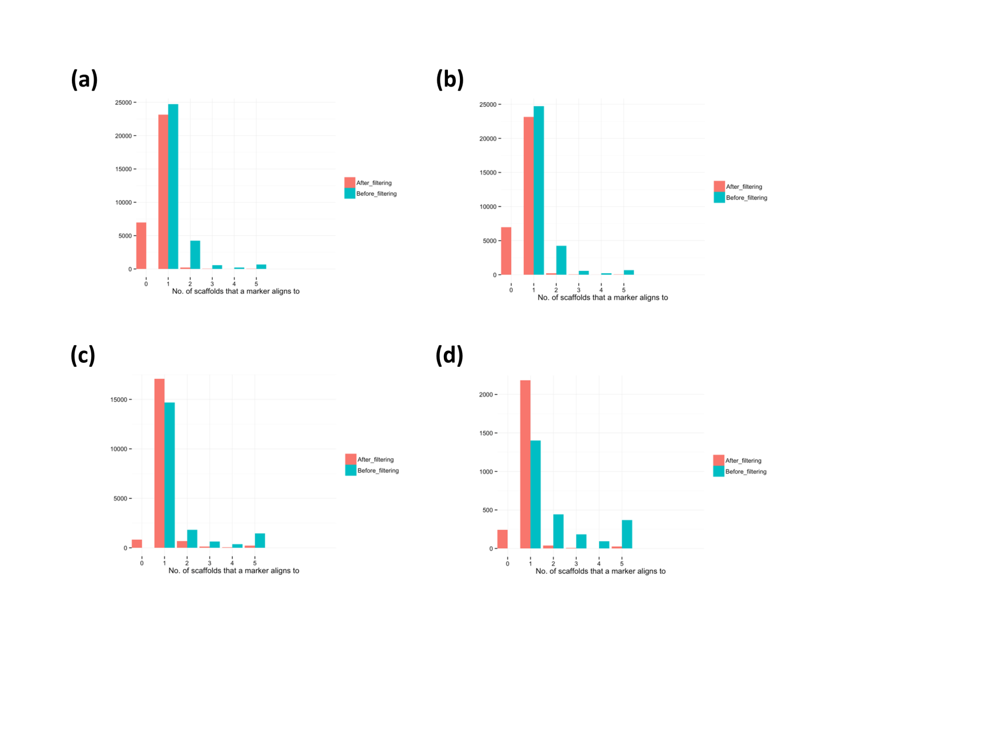 (a)
25000
20000
15000
10000
5000
0
0 1 2 3 4 5
No. of scaffolds that a marker aligns to
After_filtering
Before_filtering
(b)
25000
20000
15000
10000
5000
0
0 1 2 3 4 5
No. of scaffolds that a marker aligns to
After_filtering
Before_filtering
(c)
15000
10000
5000
0
0 1 2 3 4 5
No. of scaffolds that a marker aligns to
After_filtering
Before_filtering
(d)
2000
1500
1000
500
0
0 1 2 3 4 5
No. of scaffolds that a marker aligns to
After_filtering
Before_filtering